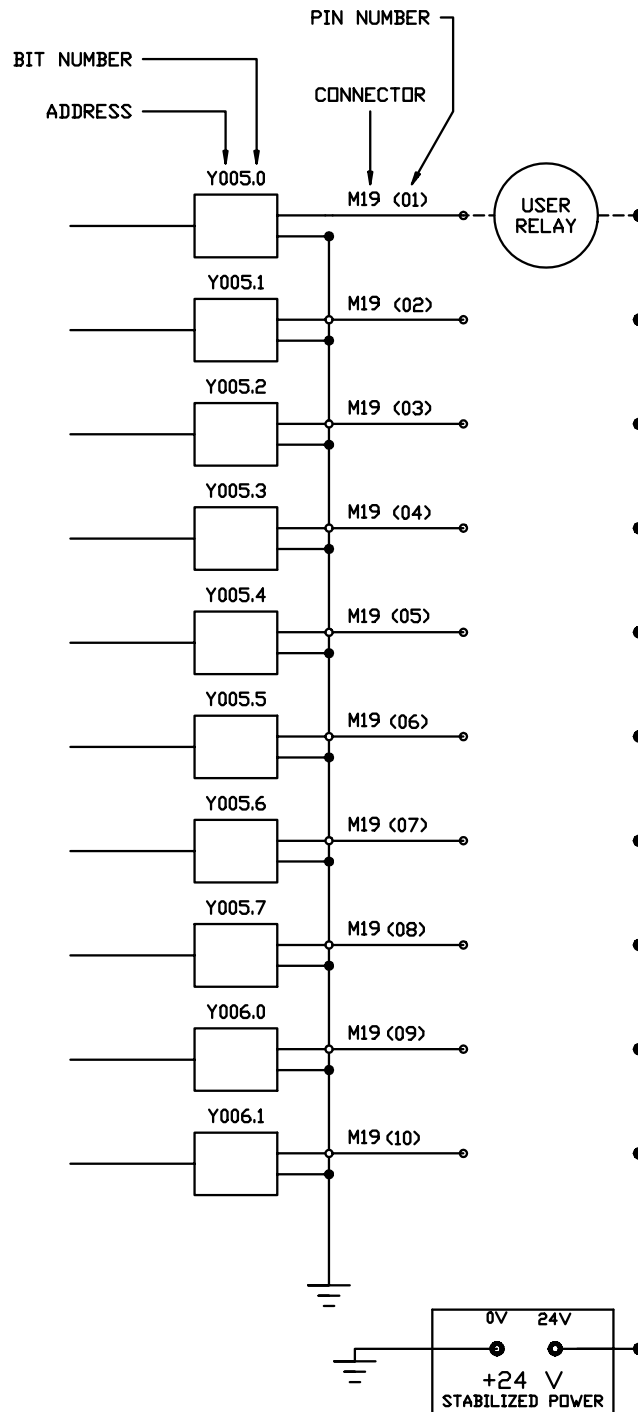 PIN NUMBER
BIT NUMBER
CONNECTOR
ADDRESS
Y005.0
M19 (01)
USER
RELAY
Y005.1
M19 (02)
Y005.2
M19 (03)
Y005.3
M19 (04)
Y005.4
M19 (05)
Y005.5
M19 (06)
Y005.6
M19 (07)
Y005.7
M19 (08)
Y006.0
M19 (09)
Y006.1
M19 (10)
0V 24V
+24 V
STABILIZED POWER